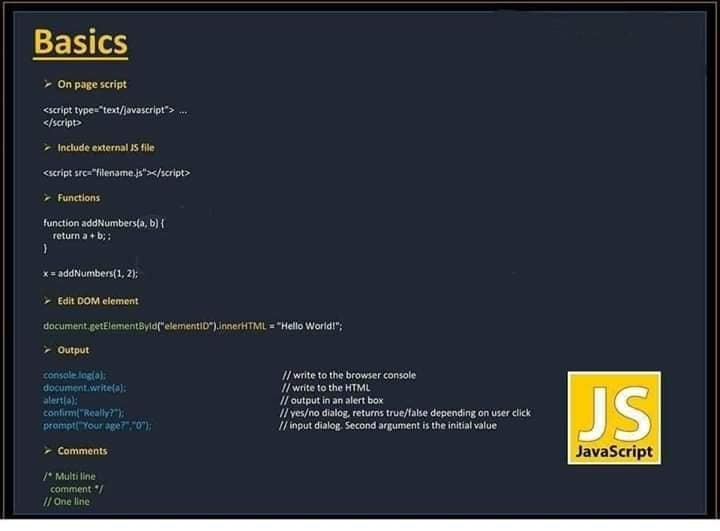 Basics
➢ On page script
<script type="text/javascript"> ...
</script>
➢ Include external JS file
<script src="filename.js"></script>
➢ Functions
function addNumbers(a, b) {
return a + b; ;
}
x = addNumbers(1, 2);
➢ Edit DOM element
document.getElementById("elementID").innerHTML = "Hello World!";
➢ Output
console.log(a); // write to the browser console
document.write(a); // write to the HTML
alert(a); // output in an alert box
confirm("Really?"); // yes/no dialog, returns true/false depending on user click
prompt("Your age?","0"); // input dialog. Second argument is the initial value
➢ Comments
/* Multi line
comment */
// One line
JS
JavaScript